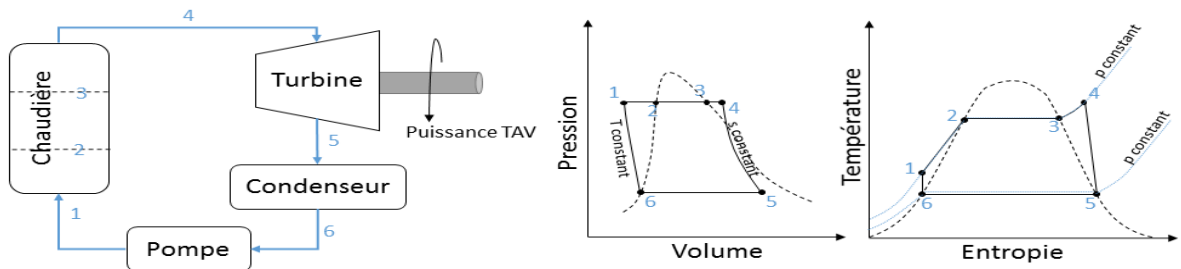 4
Chaudière
3
2
1
Turbine
Puissance TAV
5
Condenseur
6
Pompe
Pression
1
2
3
4
T constant
s constant
6
5
Volume
Température
p constant
4
2
3
1
p constant
6
5
Entropie